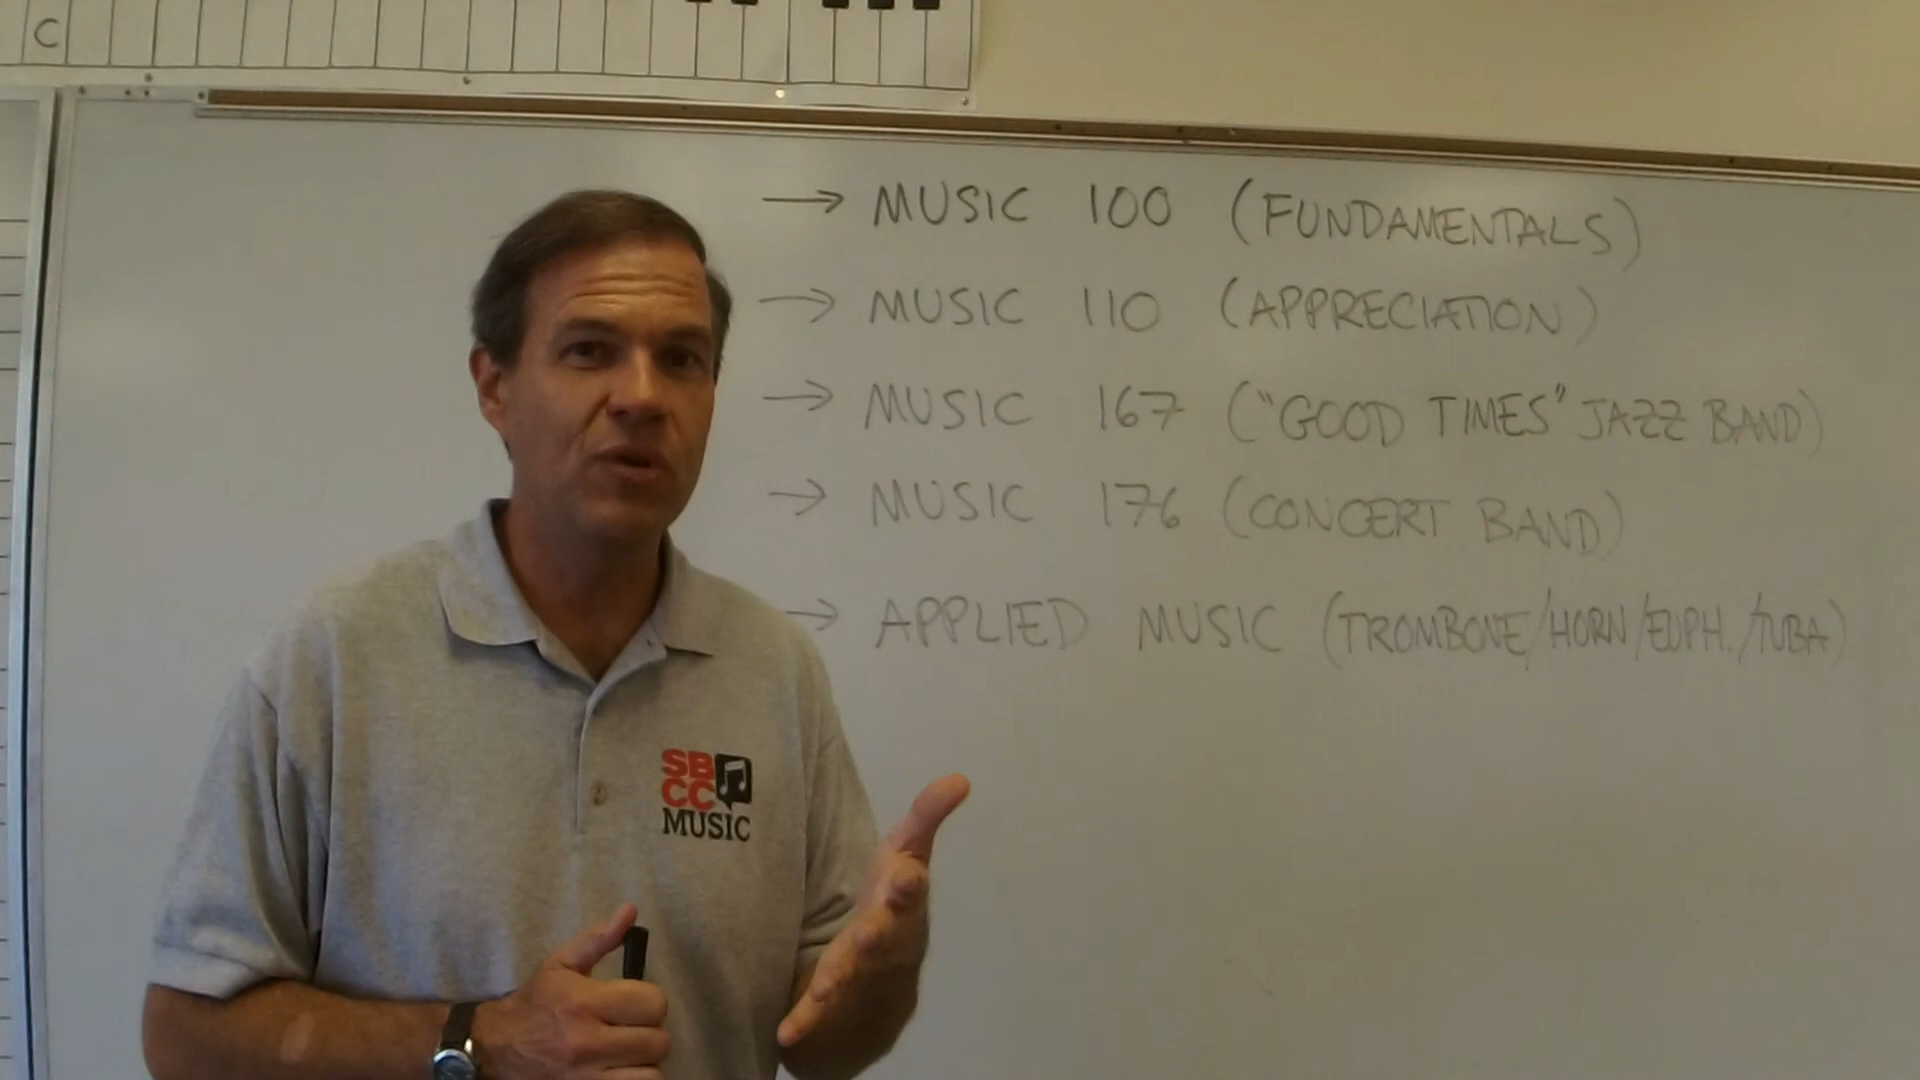 C
→ MUSIC 100 (FUNDAMENTALS)
→ MUSIC 110 (APPRECIATION)
→ MUSIC 167 ("GOOD TIMES" JAZZ BAND)
→ MUSIC 176 (CONCERT BAND)
→ APPLIED MUSIC (TROMBONE/HORN/EUPH./TUBA)
SB
CC
MUSIC